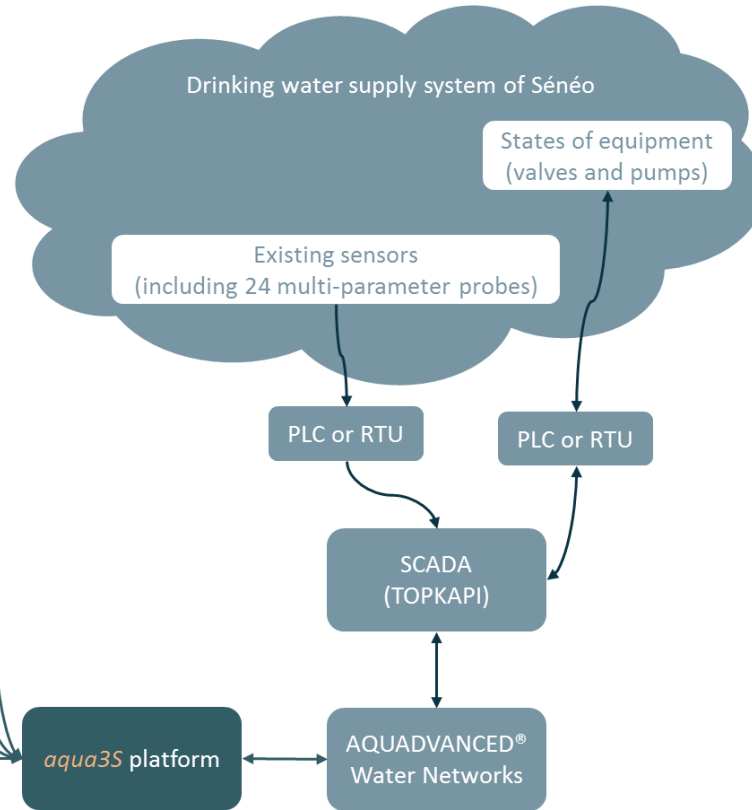 Drinking water supply system of Sénéo
States of equipment
(valves and pumps)
Existing sensors
(including 24 multi-parameter probes)
PLC or RTU
PLC or RTU
SCADA
(TOPKAPI)
aqua3S platform
AQUADVANCED®
Water Networks